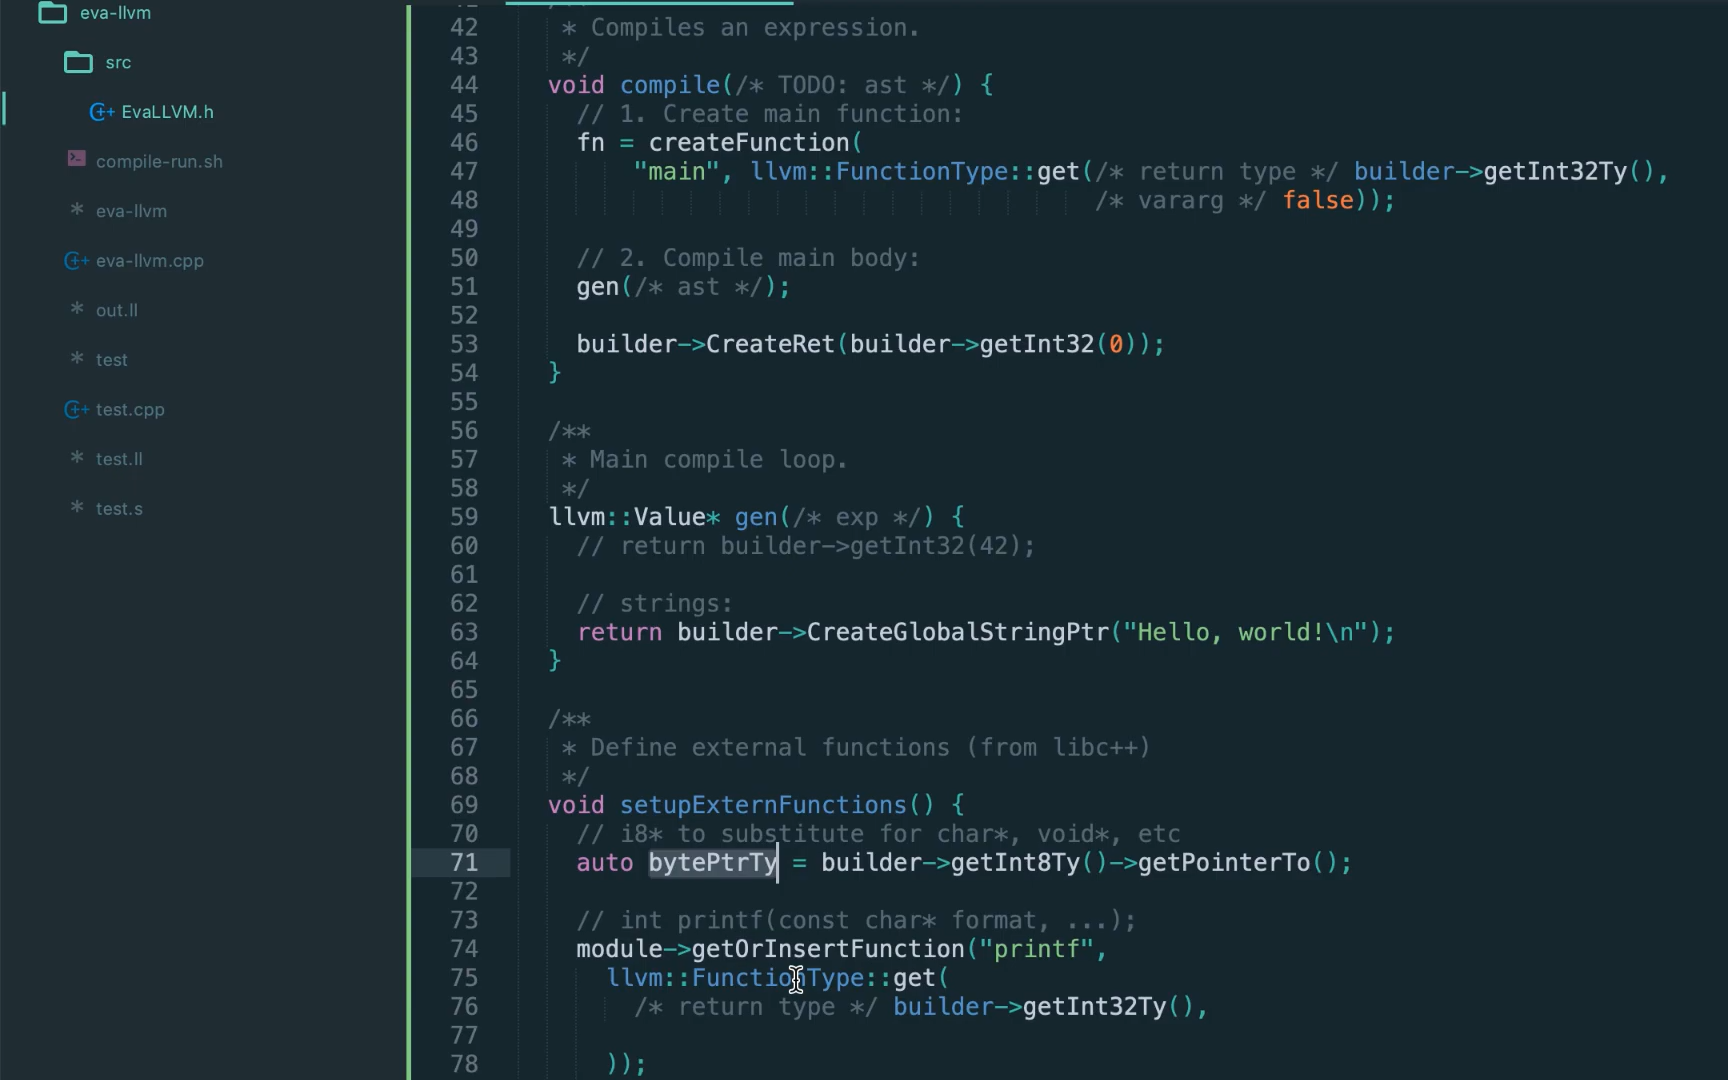 eva-llvm
src
EvaLLVM.h
compile-run.sh
eva-llvm
eva-llvm.cpp
out.ll
test
test.cpp
test.ll
test.s
42 * Compiles an expression.
43 */
44 void compile(/* TODO: ast */) {
45 // 1. Create main function:
46 fn = createFunction(
47 "main", llvm::FunctionType::get(/* return type */ builder->getInt32Ty(),
48 /* vararg */ false));
49
50 // 2. Compile main body:
51 gen(/* ast */);
52
53 builder->CreateRet(builder->getInt32(0));
54 }
55
56 /**
57 * Main compile loop.
58 */
59 llvm::Value* gen(/* exp */) {
60 // return builder->getInt32(42);
61
62 // strings:
63 return builder->CreateGlobalStringPtr("Hello, world!\n");
64 }
65
66 /**
67 * Define external functions (from libc++)
68 */
69 void setupExternFunctions() {
70 // i8* to substitute for char*, void*, etc
71 auto bytePtrTy = builder->getInt8Ty()->getPointerTo();
72
73 // int printf(const char* format, ...);
74 module->getOrInsertFunction("printf",
75 llvm::FunctionType::get(
76 /* return type */ builder->getInt32Ty(),
77
78 ));